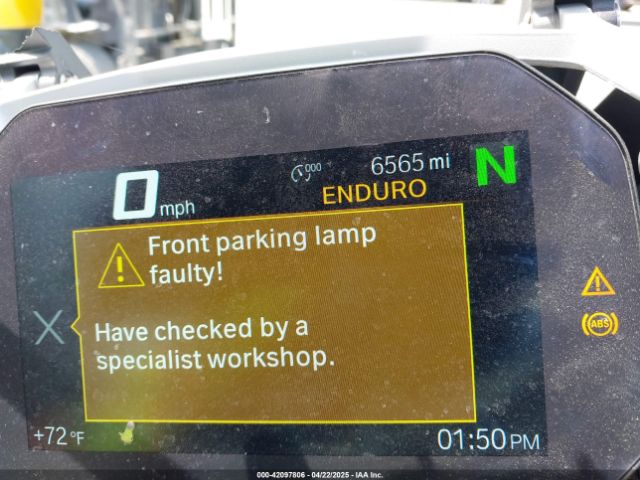 000
6565 mi
N
0 mph
ENDURO
Front parking lamp
faulty!
Have checked by a
specialist workshop.
ABS
+72°F
01:50 PM
000-42097806 - 04/22/2025 - IAA Inc.